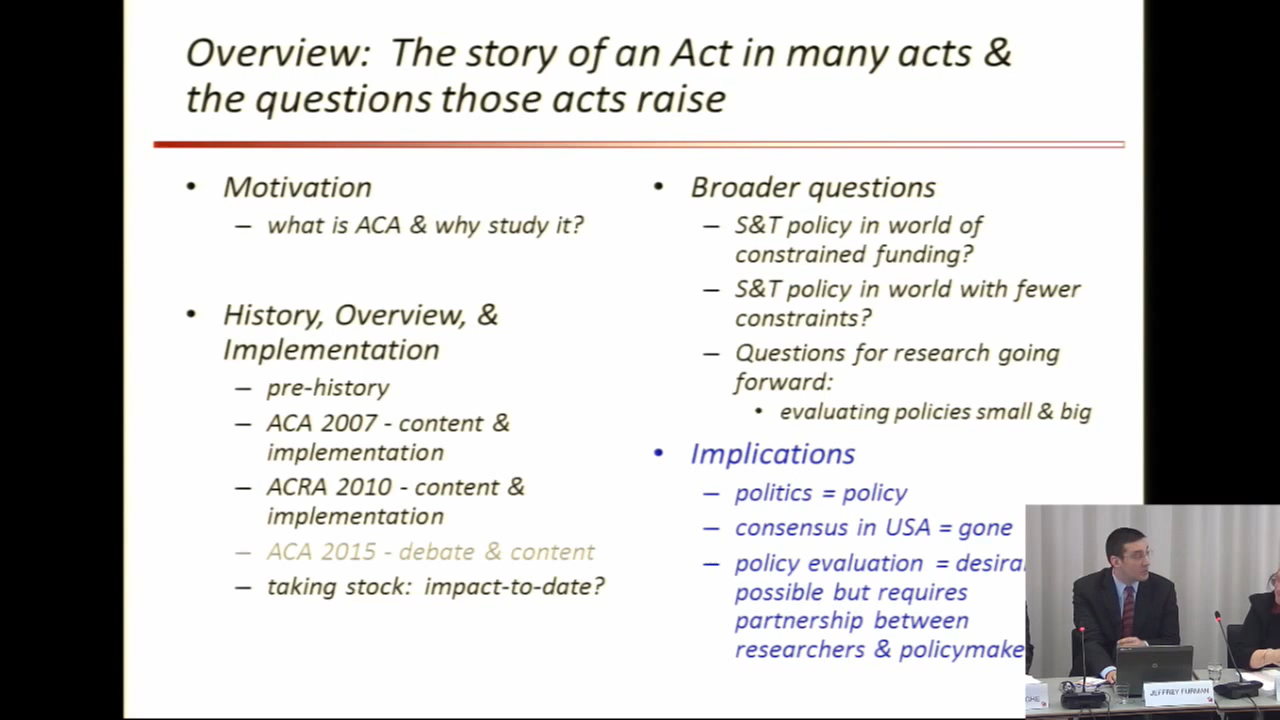 Overview: The story of an Act in many acts &
the questions those acts raise
• Motivation
– what is ACA & why study it?
• History, Overview, &
Implementation
– pre-history
– ACA 2007 - content &
implementation
– ACRA 2010 - content &
implementation
– ACA 2015 - debate & content
– taking stock: impact-to-date?
• Broader questions
– S&T policy in world of
constrained funding?
– S&T policy in world with fewer
constraints?
– Questions for research going
forward:
• evaluating policies small & big
• Implications
– politics = policy
– consensus in USA = gone
– policy evaluation = desira
possible but requires
partnership between
researchers & policymake
JEFFREY FURMAN